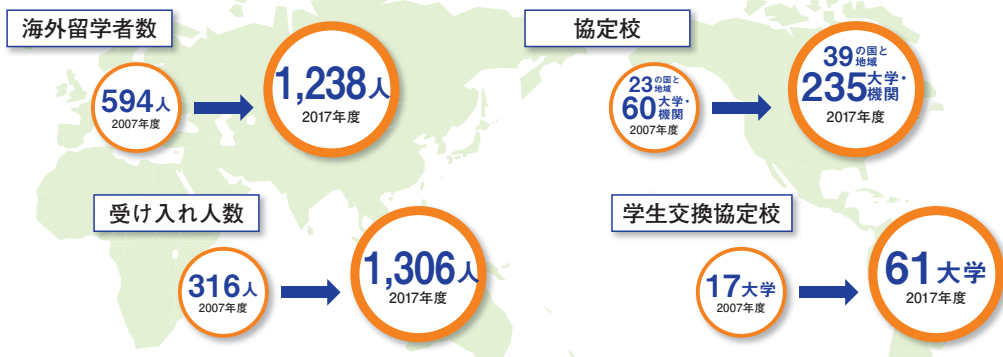 海外留学者数
594人
2007年度
1,238人
2017年度
協定校
23の国と地域
60大学・機関
2007年度
39の国と地域
235大学・機関
2017年度
受け入れ人数
316人
2007年度
1,306人
2017年度
学生交換協定校
17大学
2007年度
61大学
2017年度